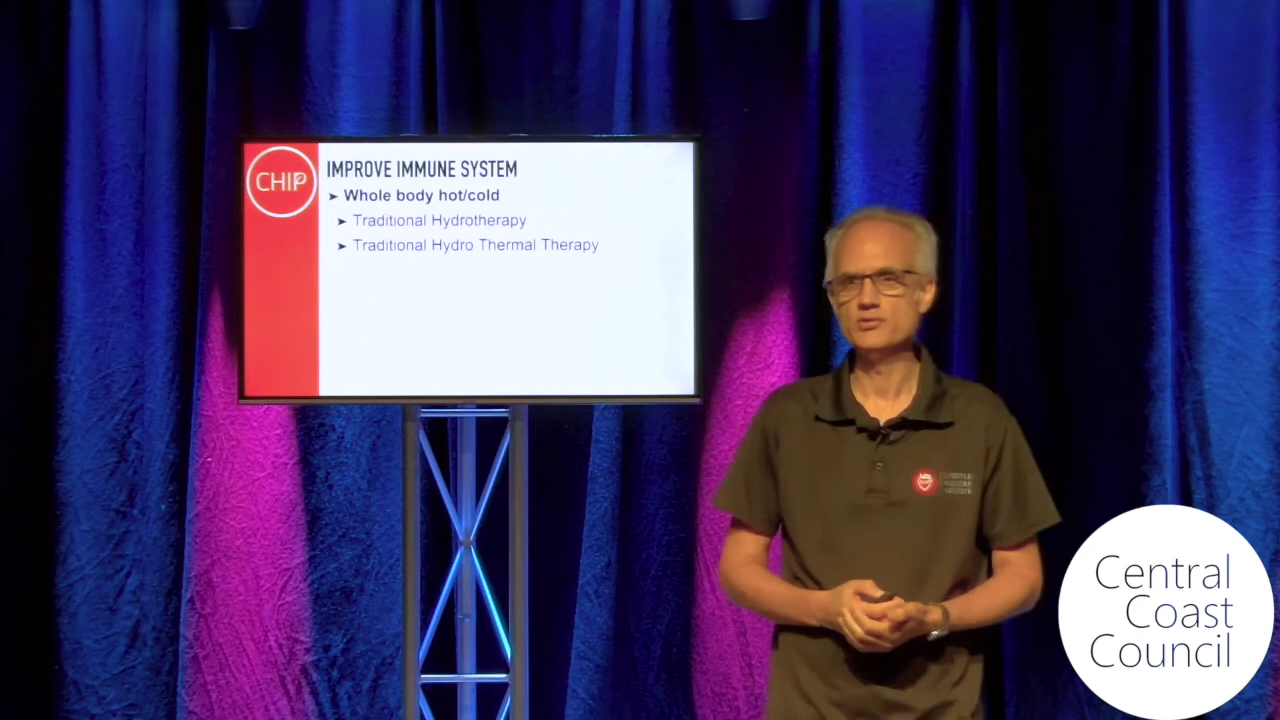 CHIP
IMPROVE IMMUNE SYSTEM
➤ Whole body hot/cold
➤ Traditional Hydrotherapy
➤ Traditional Hydro Thermal Therapy
Central
Coast
Council